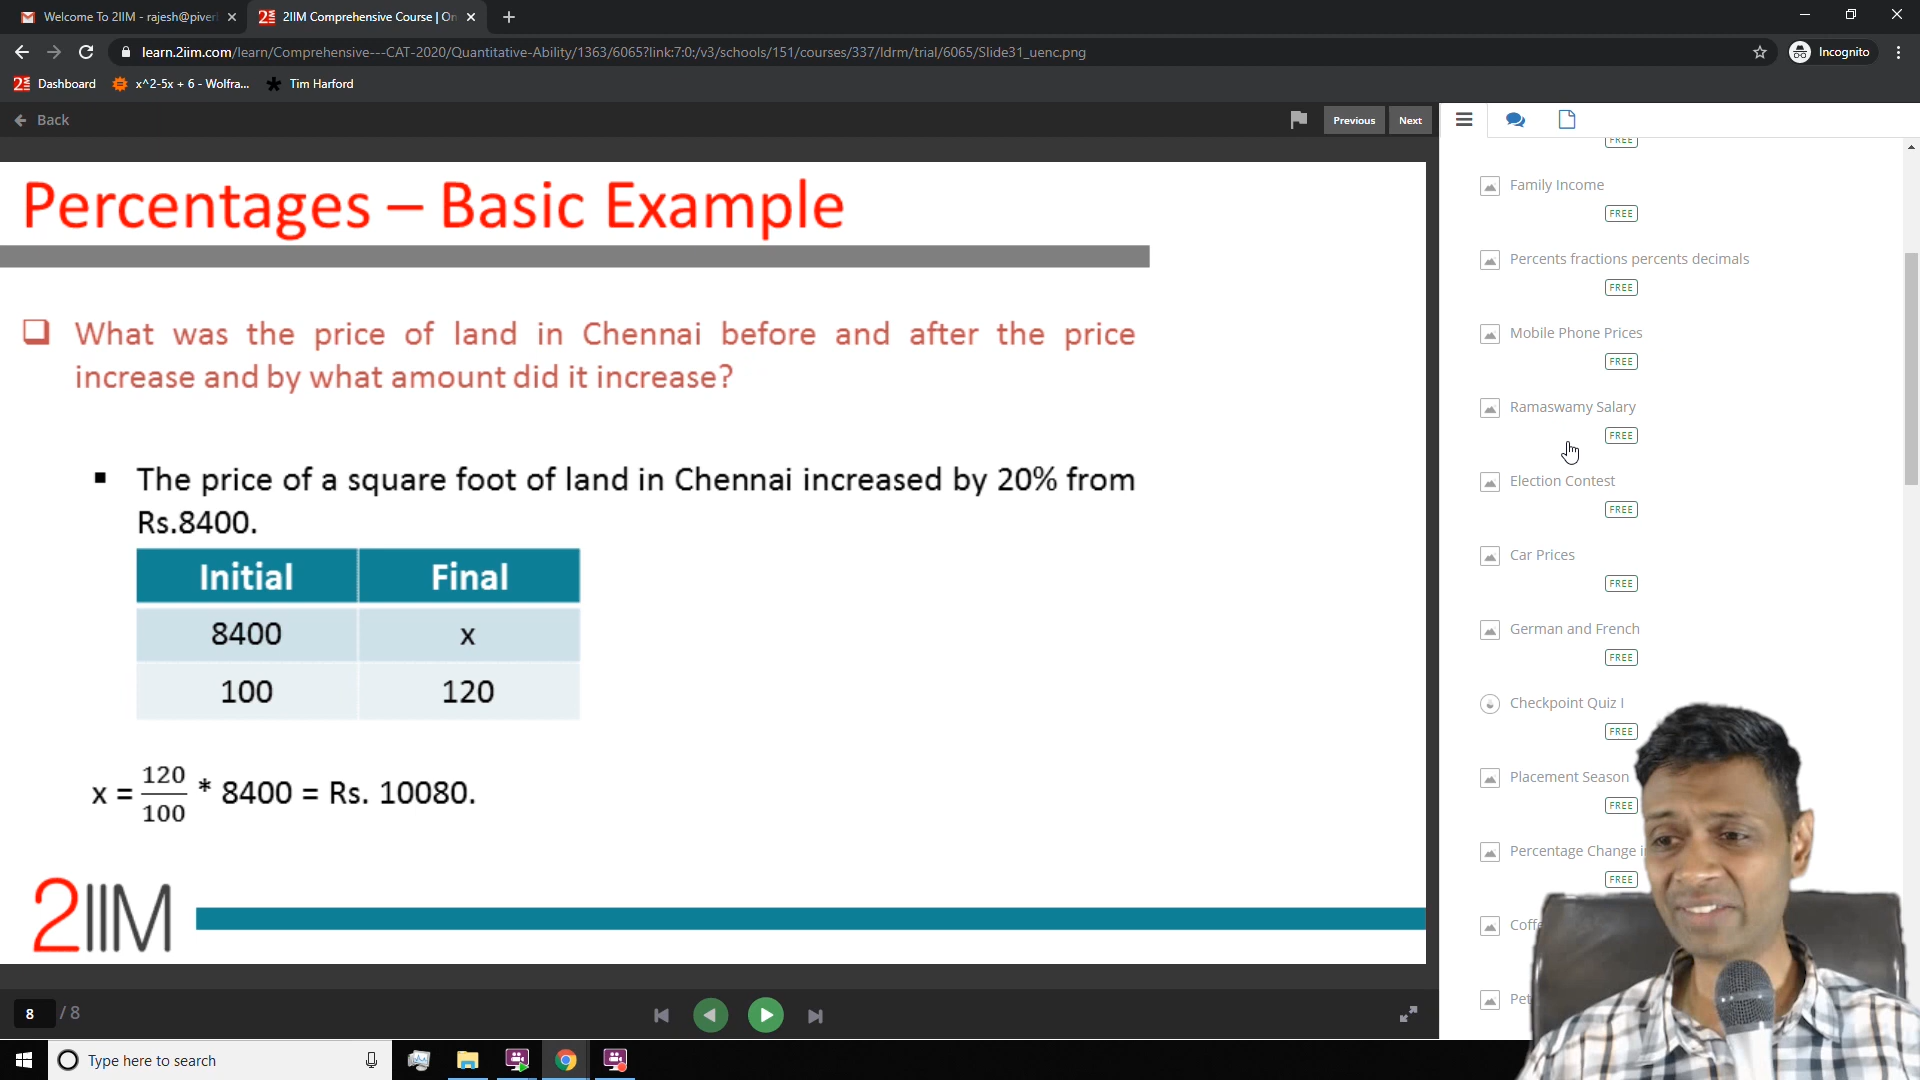 Welcome To 2IIM - rajesh@piver
2IIM Comprehensive Course | On
learn.2iim.com/learn/Comprehensive---CAT-2020/Quantitative-Ability/1363/6065?link:7:0:/v3/schools/151/courses/337/ldrm/trial/6065/Slide31_uenc.png
Incognito
Dashboard
x^2-5x + 6 - Wolfra...
Tim Harford
Back
Previous
Next
Percentages – Basic Example
What was the price of land in Chennai before and after the price
increase and by what amount did it increase?
The price of a square foot of land in Chennai increased by 20% from
Rs.8400.
Initial Final
8400 x
100 120
x = 120/100 * 8400 = Rs. 10080.
2IIM
8 / 8
FREE
Family Income
FREE
Percents fractions percents decimals
FREE
Mobile Phone Prices
FREE
Ramaswamy Salary
FREE
Election Contest
FREE
Car Prices
FREE
German and French
FREE
Checkpoint Quiz I
FREE
Placement Season
FREE
Percentage Change i
FREE
Coffe
Pet
Type here to search